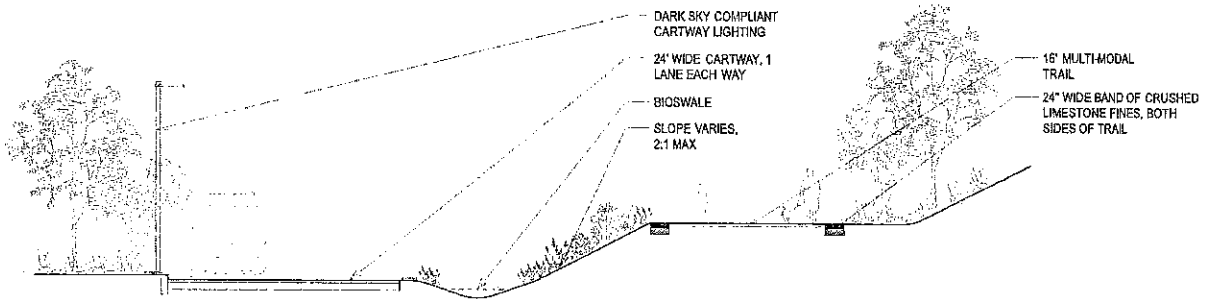 DARK SKY COMPLIANT
CARTWAY LIGHTING
24' WIDE CARTWAY, 1
LANE EACH WAY
BIOSWALE
SLOPE VARIES,
2:1 MAX
16' MULTI-MODAL
TRAIL
24" WIDE BAND OF CRUSHED
LIMESTONE FINES, BOTH
SIDES OF TRAIL